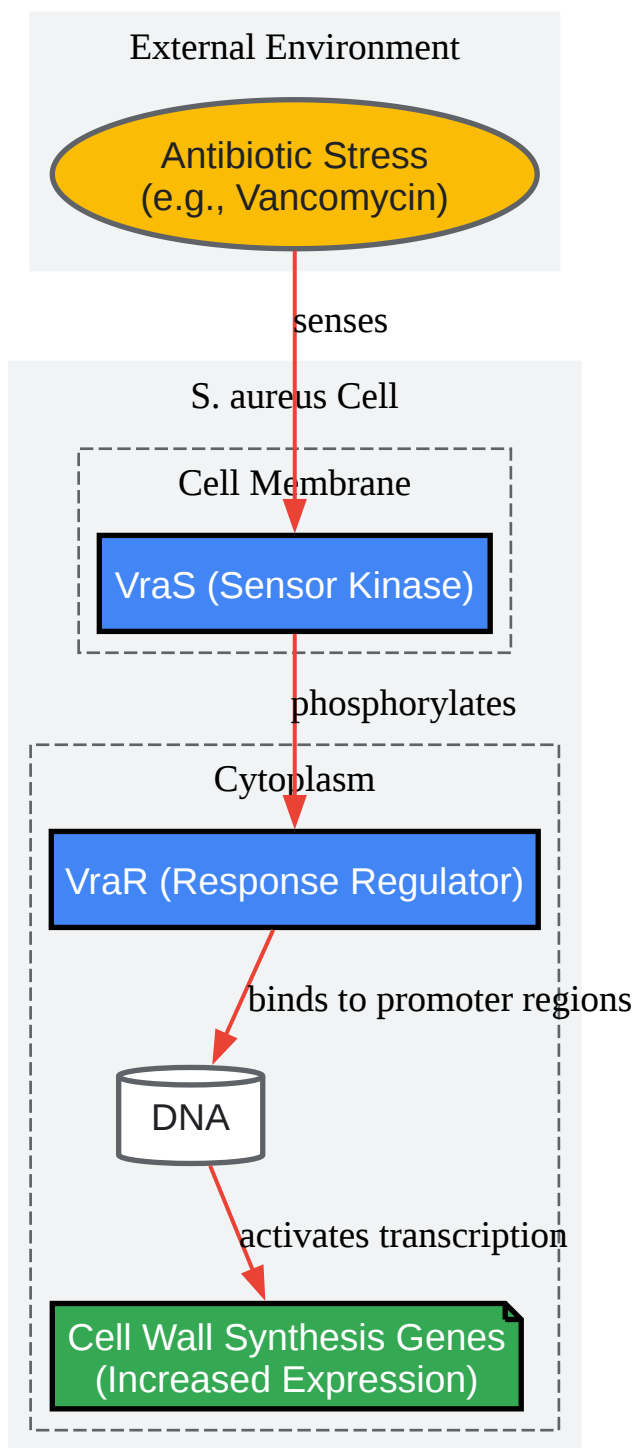 External Environment
Antibiotic Stress
(e.g., Vancomycin)
senses
S. aureus Cell
Cell Membrane
VraS (Sensor Kinase)
phosphorylates
Cytoplasm
VraR (Response Regulator)
binds to promoter regions
DNA
activates transcription
Cell Wall Synthesis Genes
(Increased Expression)